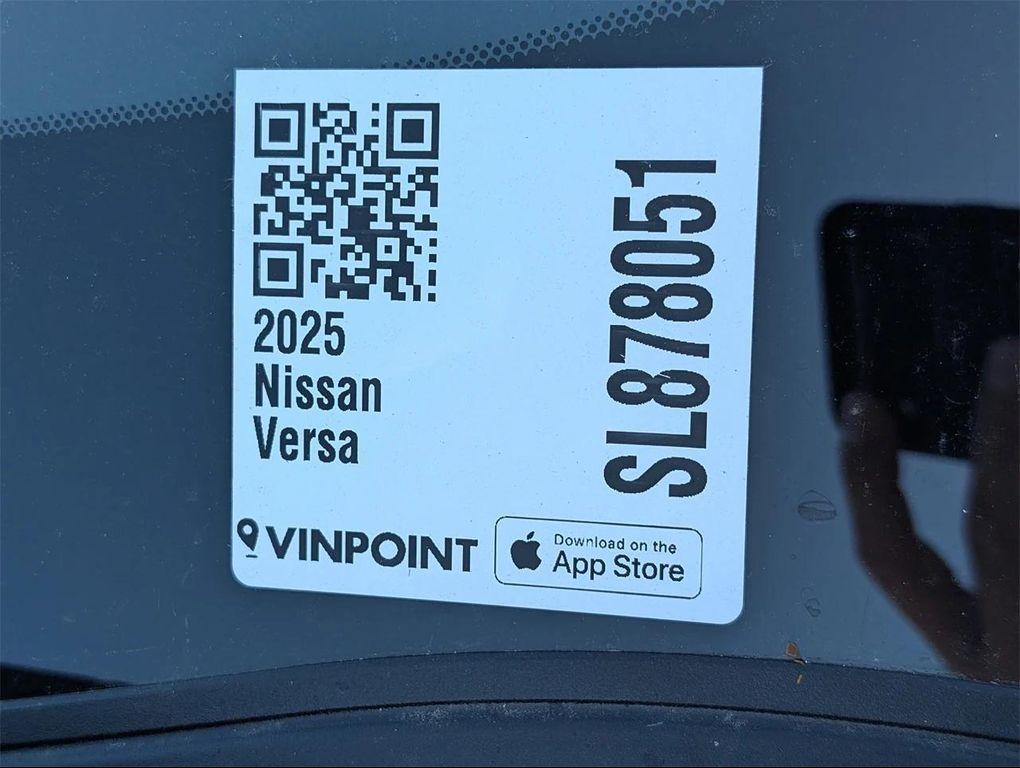 2025
Nissan
Versa
SL878051
VINPOINT
Download on the
App Store